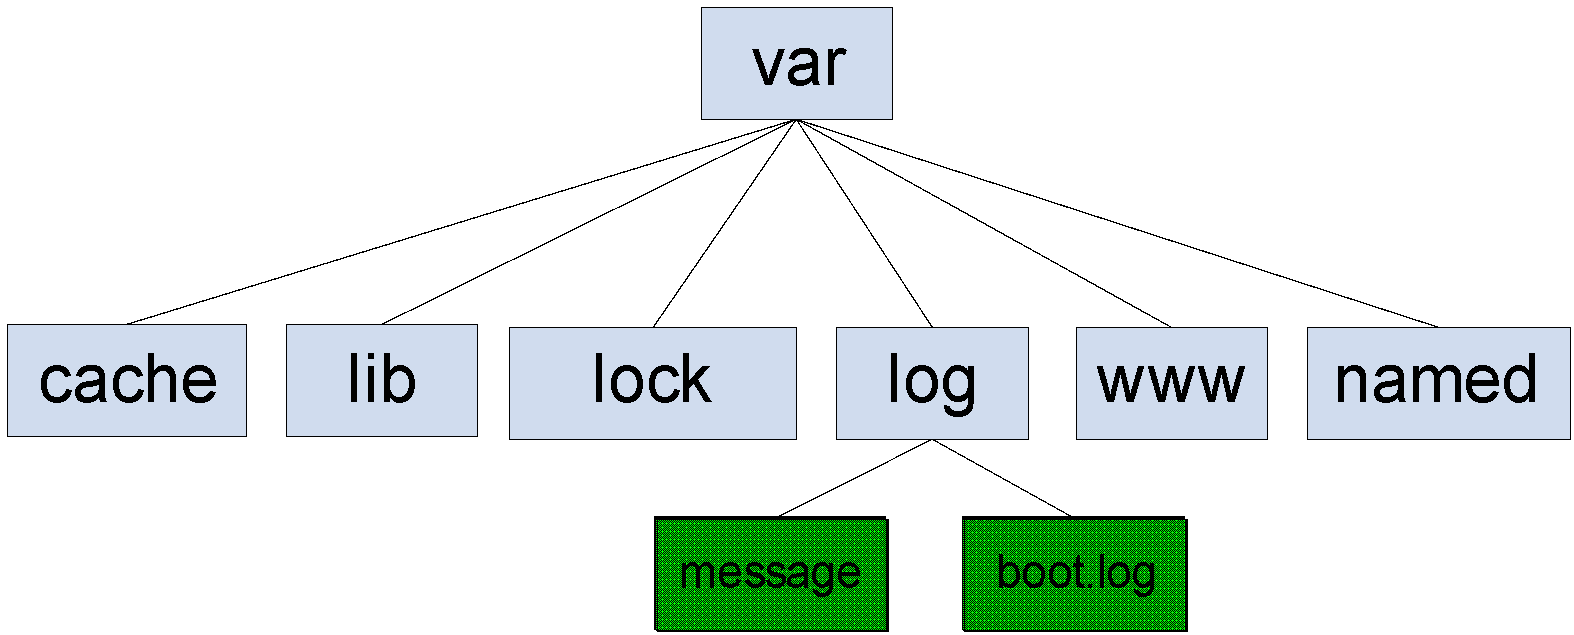 var
cache
lib
lock
log
www
named
message
boot.log